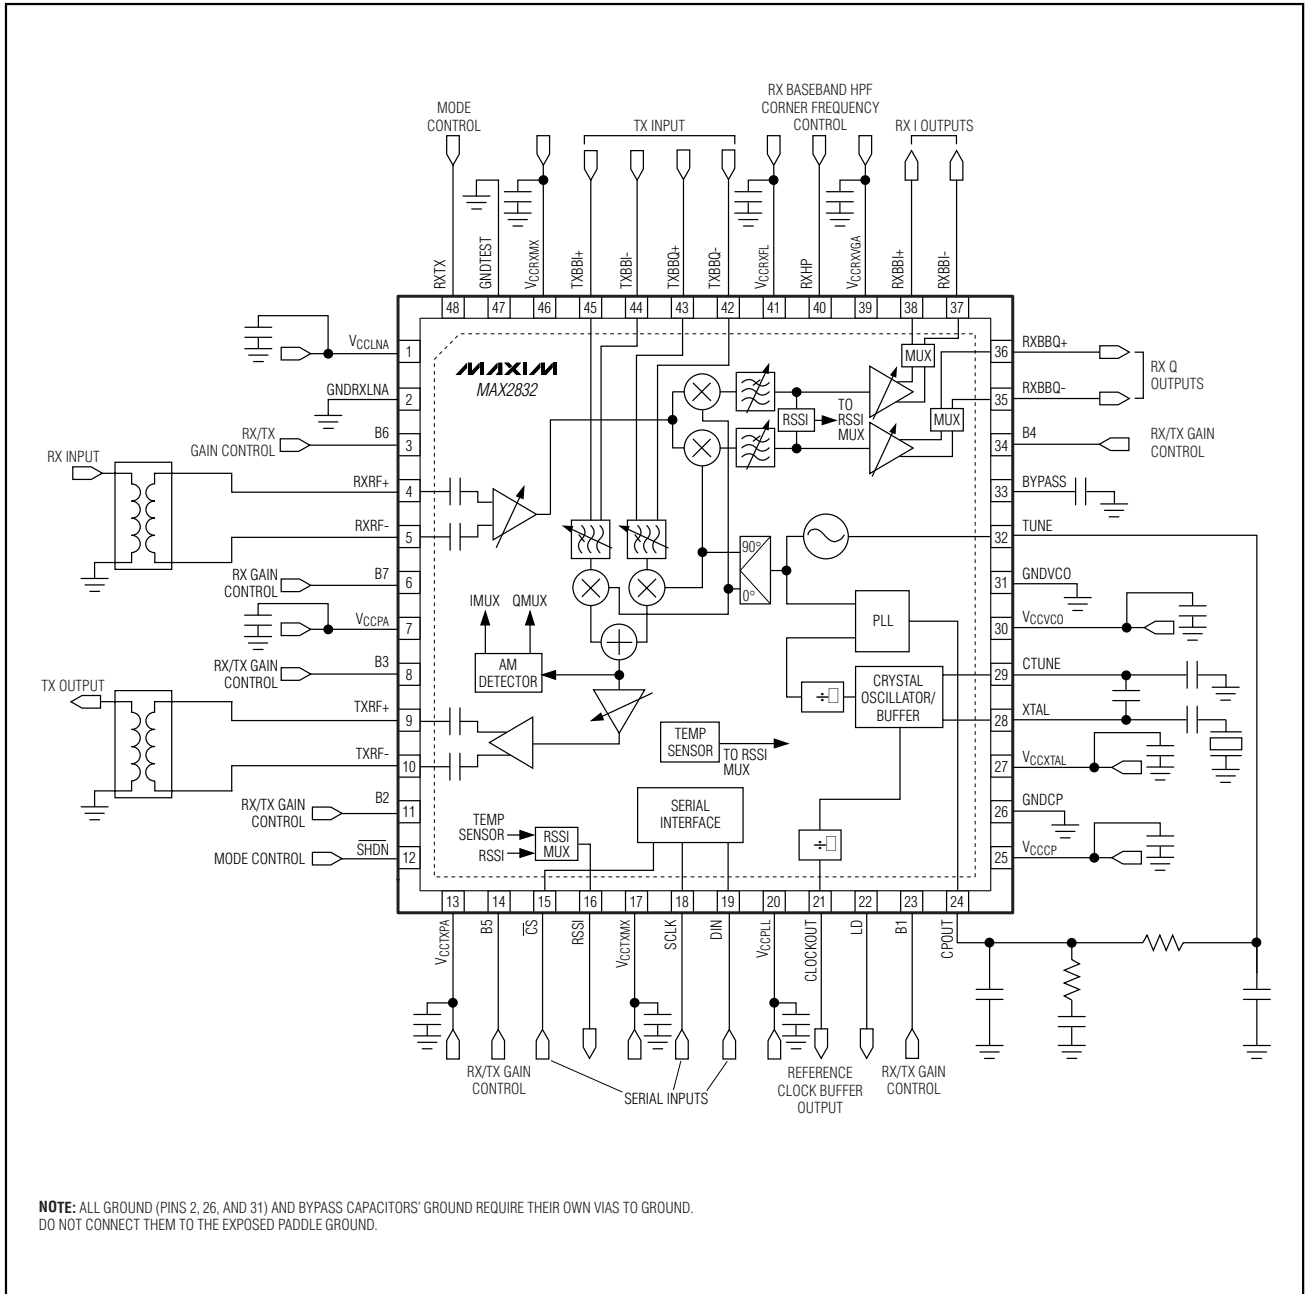 MODE
CONTROL
TX INPUT
RX BASEBAND HPF
CORNER FREQUENCY
CONTROL
RX I OUTPUTS
RXTX
GNDTEST
VCCRXMX
TXBBI+
TXBBI-
TXBBQ+
TXBBQ-
VCCRXFL
RXHP
VCCRXVGA
RXBBI+
RXBBI-
48
47
46
45
44
43
42
41
40
39
38
37
VCCLNA
1
GNDRXLNA
2
RX/TX
GAIN CONTROL
B6
3
RX INPUT
RXRF+
4
RXRF-
5
RX GAIN
CONTROL
B7
6
VCCPA
7
RX/TX GAIN
CONTROL
B3
8
TX OUTPUT
TXRF+
9
TXRF-
10
RX/TX GAIN
CONTROL
B2
11
MODE CONTROL
SHDN
12
MAXIM
MAX2832
MUX
MUX
RSSI
TO
RSSI
MUX
90°
0°
IMUX
QMUX
AM
DETECTOR
PLL
CRYSTAL
OSCILLATOR/
BUFFER
÷
TEMP
SENSOR
TO RSSI
MUX
SERIAL
INTERFACE
TEMP
SENSOR
RSSI
RSSI
MUX
÷
36
RXBBQ+
RX Q
OUTPUTS
35
RXBBQ-
34
B4
RX/TX GAIN
CONTROL
33
BYPASS
32
TUNE
31
GNDVCO
30
VCCVCO
29
CTUNE
28
XTAL
27
VCCXTAL
26
GNDCP
25
VCCCP
13
14
15
16
17
18
19
20
21
22
23
24
VCCTXPA
B5
CS
RSSI
VCCTXMX
SCLK
DIN
VCCPLL
CLOCKOUT
LD
B1
CPOUT
RX/TX GAIN
CONTROL
SERIAL INPUTS
REFERENCE
CLOCK BUFFER
OUTPUT
RX/TX GAIN
CONTROL
NOTE: ALL GROUND (PINS 2, 26, AND 31) AND BYPASS CAPACITORS' GROUND REQUIRE THEIR OWN VIAS TO GROUND.
DO NOT CONNECT THEM TO THE EXPOSED PADDLE GROUND.